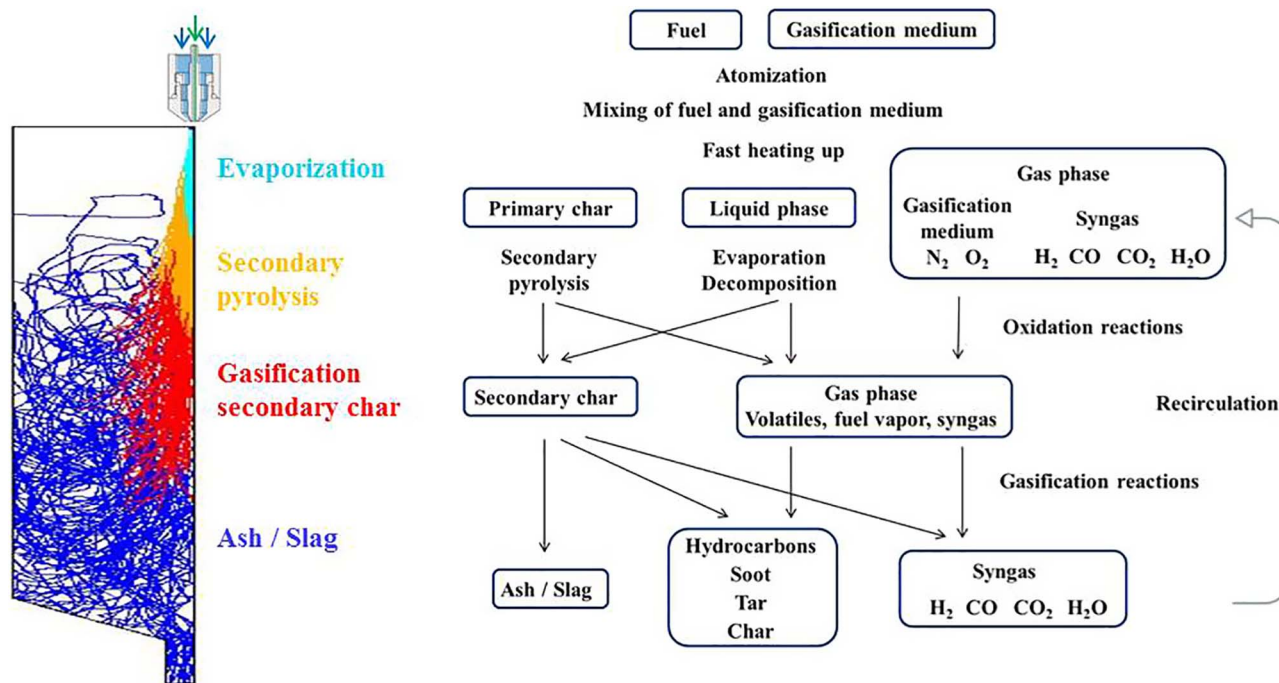 Fuel
Gasification medium
Atomization
Mixing of fuel and gasification medium
Fast heating up
Evaporization
Secondary
pyrolysis
Gasification
secondary char
Ash / Slag
Primary char
Liquid phase
Gas phase
Gasification
medium
N₂ O₂
Syngas
H₂ CO CO₂ H₂O
Secondary
pyrolysis
Evaporation
Decomposition
Oxidation reactions
Secondary char
Gas phase
Volatiles, fuel vapor, syngas
Recirculation
Gasification reactions
Ash / Slag
Hydrocarbons
Soot
Tar
Char
Syngas
H₂ CO CO₂ H₂O